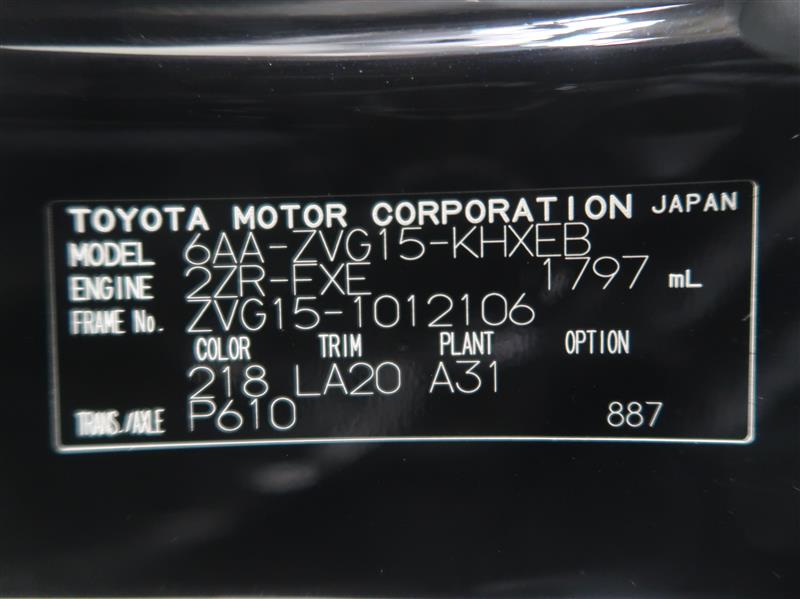 TOYOTA MOTOR CORPORATION JAPAN
MODEL 6AA-ZVG15-KHXEB
ENGINE 2ZR-FXE 1797 mL
FRAME No. ZVG15-1012106
COLOR TRIM PLANT OPTION
218 LA20 A31
TRANS./AXLE P610 887